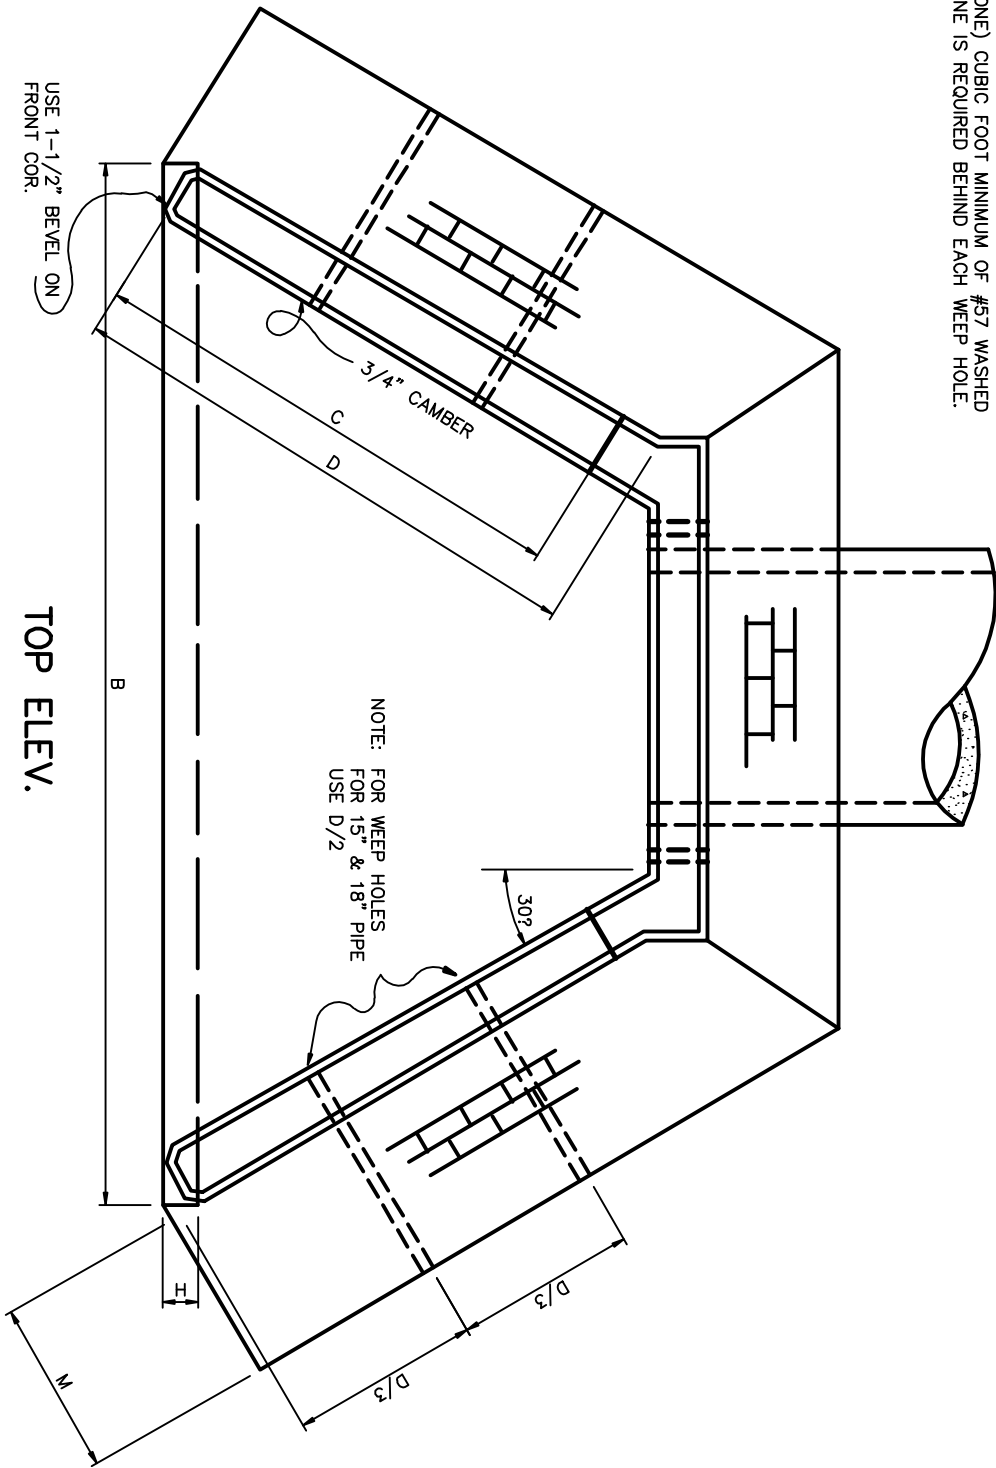 ONE) CUBIC FOOT MINIMUM OF #57 WASHED
NE IS REQUIRED BEHIND EACH WEEP HOLE.
USE 1-1/2" BEVEL ON
FRONT COR.
3/4" CAMBER
C
D
B
NOTE: FOR WEEP HOLES
FOR 15" & 18" PIPE
USE D/2
30?
H
M
D/3
D/3
TOP ELEV.